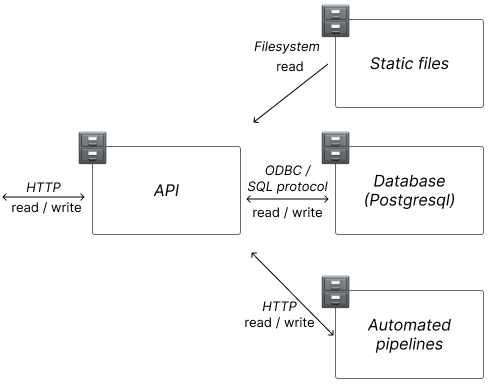 Filesystem
read
Static files
HTTP
read / write
API
ODBC /
SQL protocol
read / write
Database
(Postgresql)
HTTP
read / write
Automated
pipelines